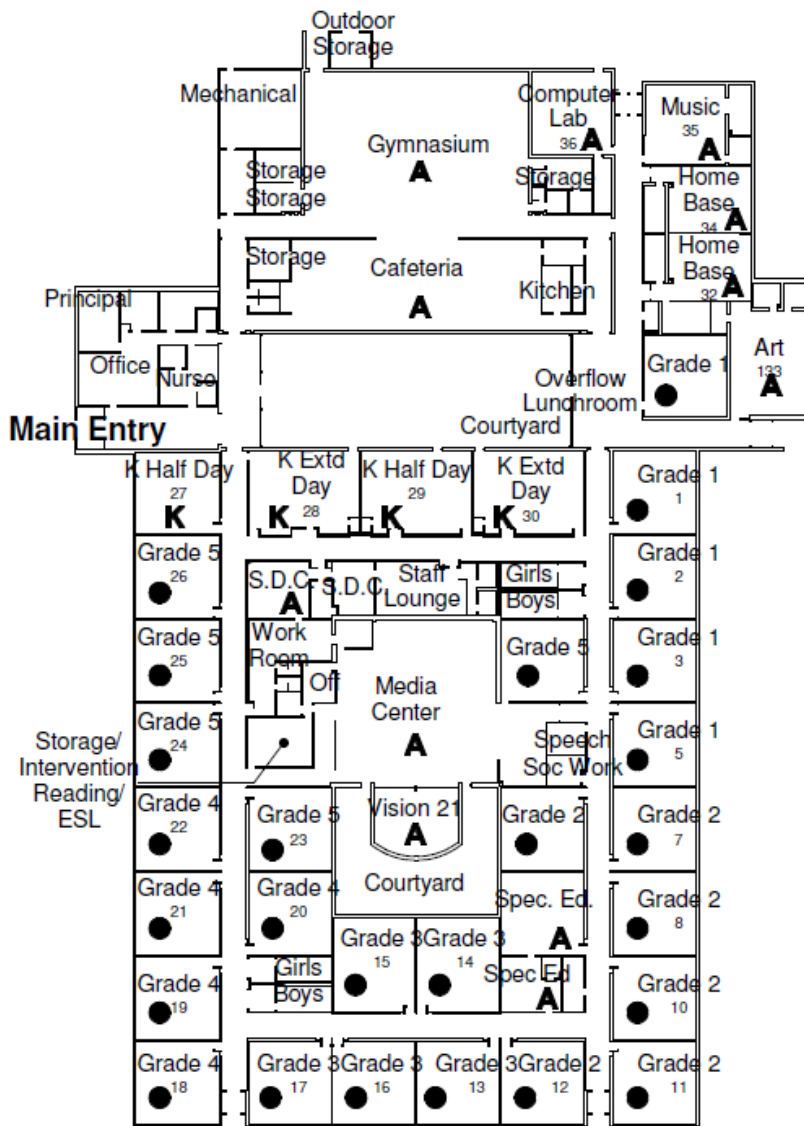 Outdoor
Storage
Mechanical
Computer
Lab
36 A
Music
35
A
Gymnasium
A
Storage
Storage
Storage
Home
Base
34 A
Home
Base
32 A
Storage
Cafeteria
A
Kitchen
Principal
Office
Nurse
Grade 1
Art
133
A
Overflow
Lunchroom
Courtyard
Main Entry
K Half Day
27
K
K Extd
Day
28
K
K Half Day
29
K
K Extd
Day
30
K
Grade 1
1
Grade 5
26
S.D.C.
A
S.D.C.
Staff
Lounge
Girls
Boys
Grade 1
2
Grade 5
25
Work
Room
Off
Media
Center
A
Grade 5
Grade 1
3
Grade 5
24
Storage/
Intervention
Reading/
ESL
Speech
Soc Work
Grade 1
5
Grade 4
22
Grade 5
23
Vision 21
A
Grade 2
Grade 2
7
Grade 4
21
Grade 4
20
Courtyard
Spec. Ed.
A
Grade 2
8
Grade 4
19
Girls
Boys
Grade 3
15
Grade 3
14
Spec Ed
A
Grade 2
10
Grade 4
18
Grade 3
17
Grade 3
16
Grade 3
13
Grade 2
12
Grade 2
11